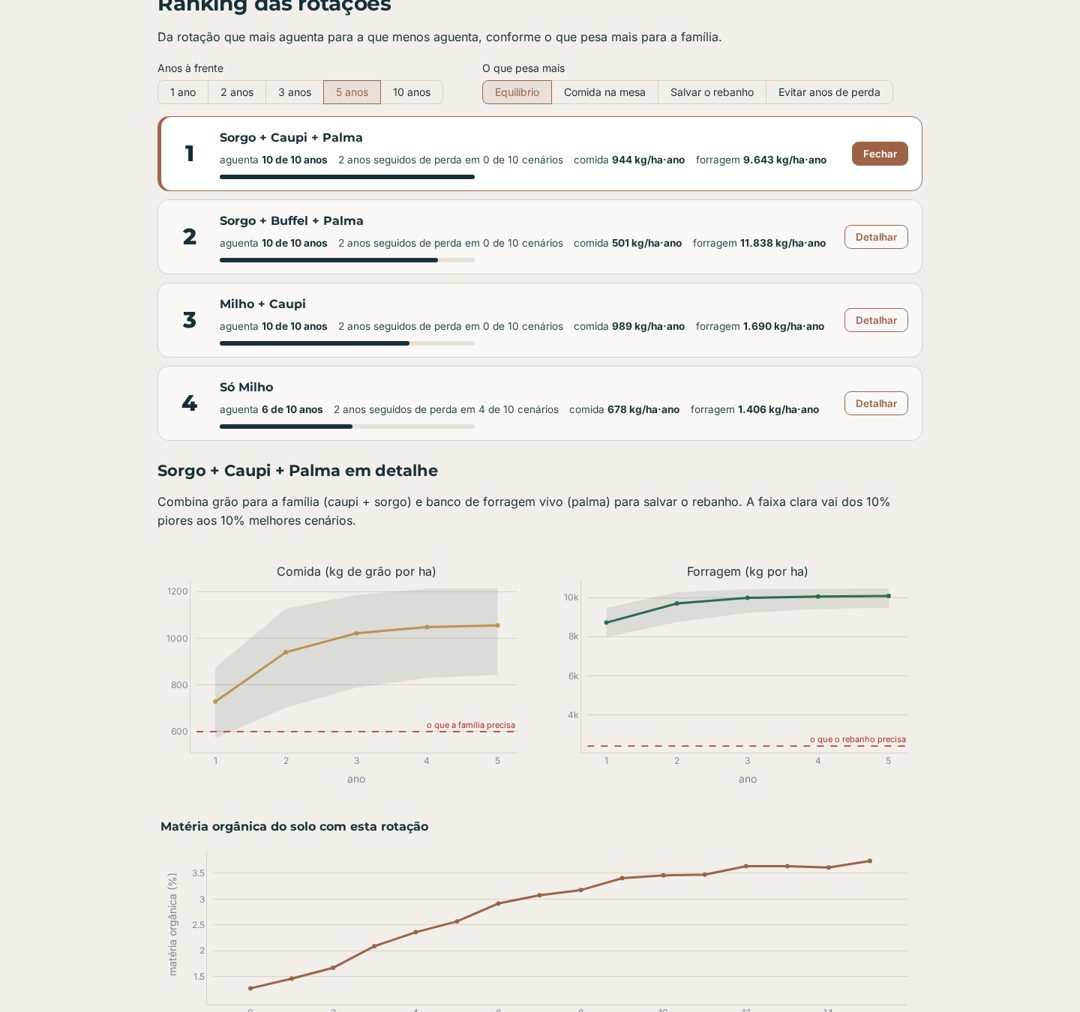 Ranking das rotações
Da rotação que mais aguenta para a que menos aguenta, conforme o que pesa mais para a família.
Anos à frente
O que pesa mais
1 ano 2 anos 3 anos 5 anos 10 anos
Equilíbrio Comida na mesa Salvar o rebanho Evitar anos de perda
1
Sorgo + Caupi + Palma
aguenta 10 de 10 anos 2 anos seguidos de perda em 0 de 10 cenários comida 944 kg/ha·ano forragem 9.643 kg/ha·ano
Fechar
2
Sorgo + Buffel + Palma
aguenta 10 de 10 anos 2 anos seguidos de perda em 0 de 10 cenários comida 501 kg/ha·ano forragem 11.838 kg/ha·ano
Detalhar
3
Milho + Caupi
aguenta 10 de 10 anos 2 anos seguidos de perda em 0 de 10 cenários comida 989 kg/ha·ano forragem 1.690 kg/ha·ano
Detalhar
4
Só Milho
aguenta 6 de 10 anos 2 anos seguidos de perda em 4 de 10 cenários comida 678 kg/ha·ano forragem 1.406 kg/ha·ano
Detalhar
Sorgo + Caupi + Palma em detalhe
Combina grão para a família (caupi + sorgo) e banco de forragem vivo (palma) para salvar o rebanho. A faixa clara vai dos 10%
piores aos 10% melhores cenários.
Comida (kg de grão por ha)
1200
1000
800
600
o que a família precisa
1 2 3 4 5
ano
Forragem (kg por ha)
10k
8k
6k
4k
o que o rebanho precisa
1 2 3 4 5
ano
Matéria orgânica do solo com esta rotação
matéria orgânica (%)
3.5
3
2.5
2
1.5
0 2 4 6 8 10 12 14